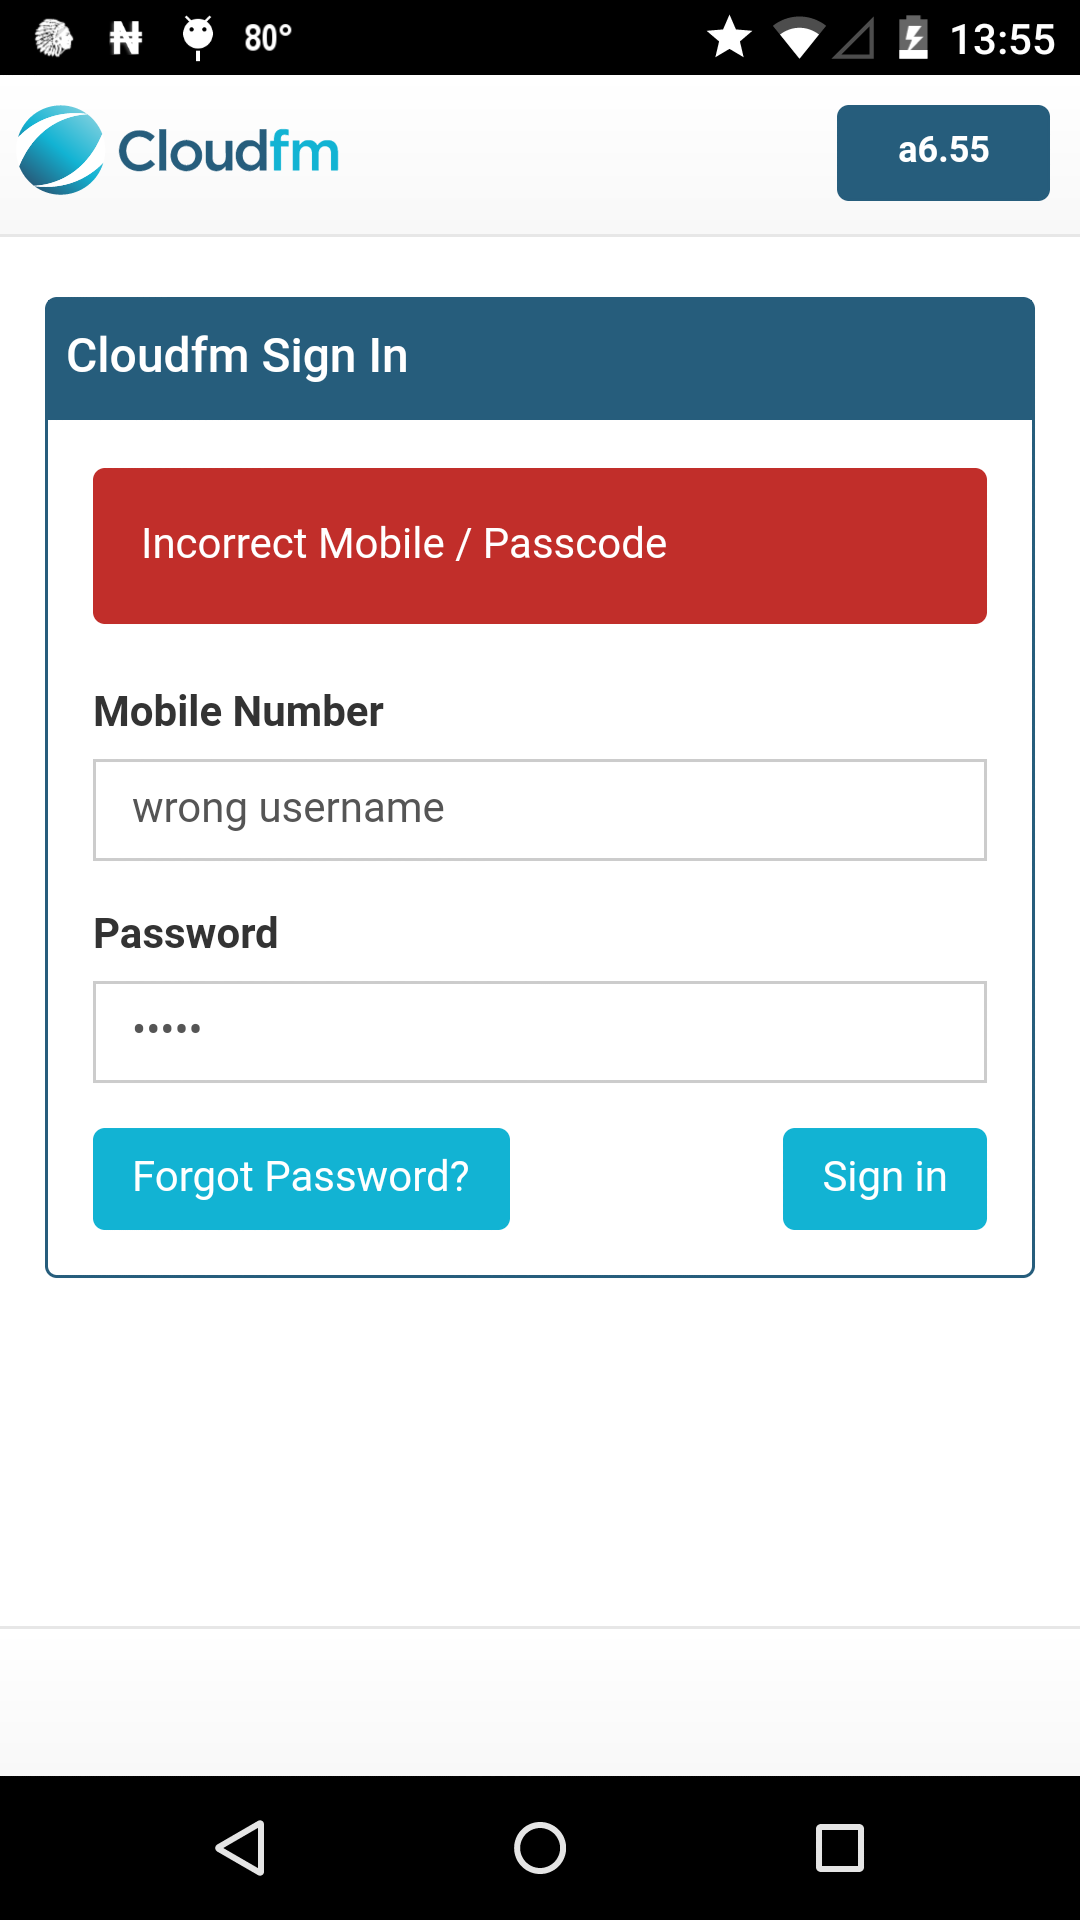 80° 13:55
Cloudfm a6.55
Cloudfm Sign In
Incorrect Mobile / Passcode
Mobile Number
wrong username
Password
•••••
Forgot Password? Sign in